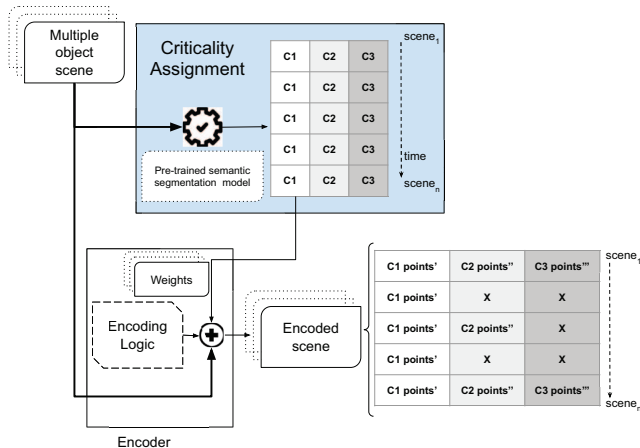 Multiple
object
scene
Criticality
Assignment
Pre-trained semantic
segmentation model
C1 C2 C3
C1 C2 C3
C1 C2 C3
C1 C2 C3
C1 C2 C3
scene1
time
scenen
Weights
Encoding
Logic
Encoded
scene
Encoder
C1 points' C2 points'' C3 points'''
C1 points' X X
C1 points' C2 points'' X
C1 points' X X
C1 points' C2 points'' C3 points'''
scene1
scenen